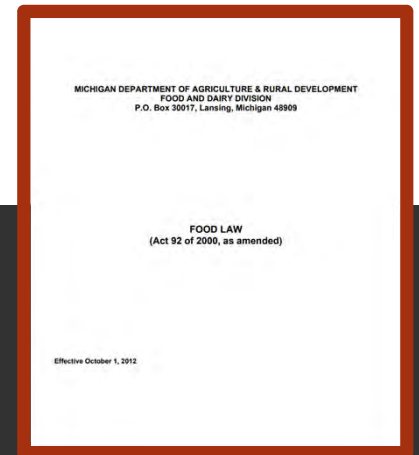 MICHIGAN DEPARTMENT OF AGRICULTURE & RURAL DEVELOPMENT
FOOD AND DAIRY DIVISION
P.O. Box 30017, Lansing, Michigan 48909
FOOD LAW
(Act 92 of 2000, as amended)
Effective October 1, 2012